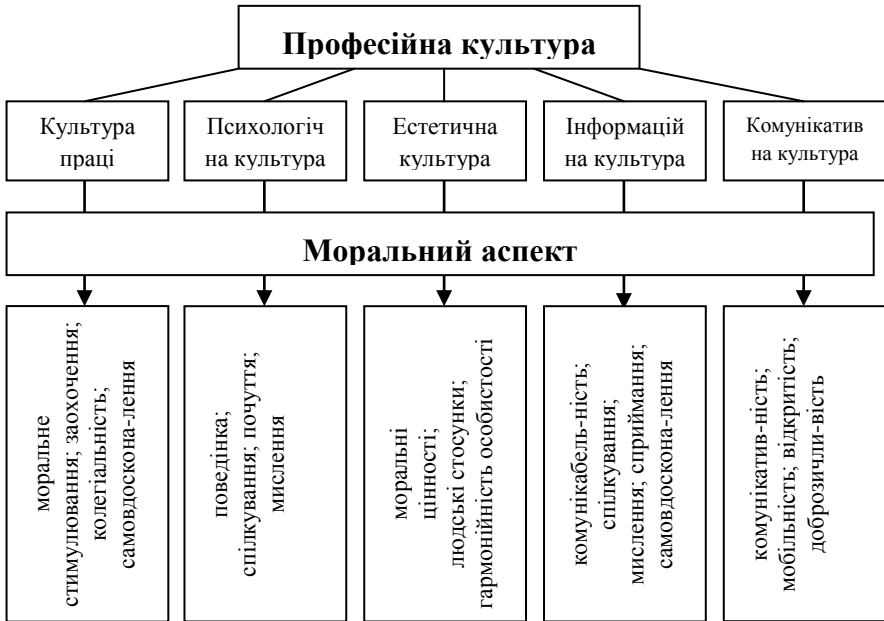 Професійна культура
Культура
праці
Психологіч
на культура
Естетична
культура
Інформацій
на культура
Комунікатив
на культура
Моральний аспект
моральне
стимулювання; заохочення;
колегіальність;
самовдоскона-лення
поведінка;
спілкування; почуття;
мислення
моральні
цінності;
людські стосунки;
гармонійність особистості
комунікабель-ність;
спілкування;
мислення; сприймання;
самовдоскона-лення
комунікатив-ність;
мобільність; відкритість;
доброзичли-вість